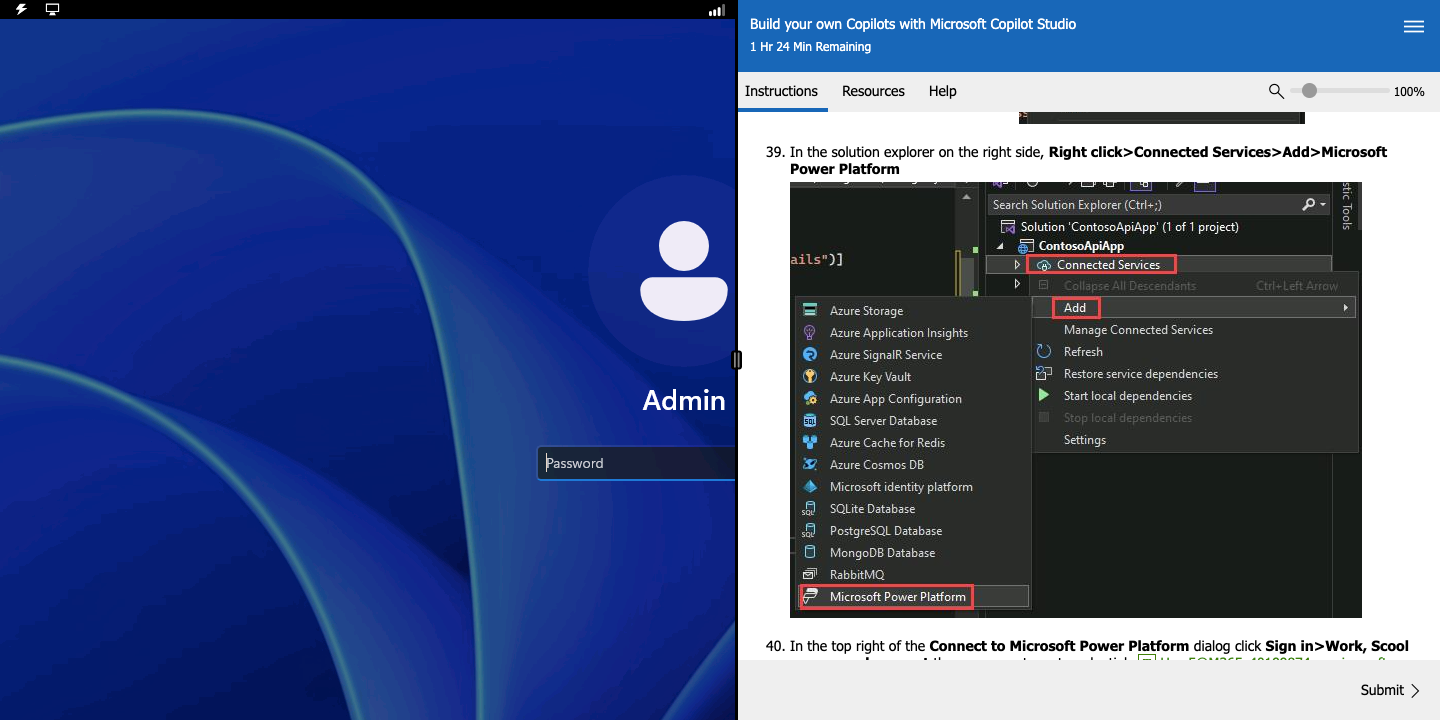 Admin
Password
Build your own Copilots with Microsoft Copilot Studio
1 Hr 24 Min Remaining
Instructions
Resources
Help
100%
39. In the solution explorer on the right side, Right click>Connected Services>Add>Microsoft
Power Platform
Search Solution Explorer (Ctrl+;)
Solution 'ContosoApiApp' (1 of 1 project)
ContosoApiApp
ails")]
Connected Services
Collapse All Descendants Ctrl+Left Arrow
Add
Manage Connected Services
Refresh
Restore service dependencies
Start local dependencies
Stop local dependencies
Settings
Azure Storage
Azure Application Insights
Azure SignalR Service
Azure Key Vault
Azure App Configuration
SQL Server Database
Azure Cache for Redis
Azure Cosmos DB
Microsoft identity platform
SQLite Database
PostgreSQL Database
MongoDB Database
RabbitMQ
Microsoft Power Platform
stic Tools
40. In the top right of the Connect to Microsoft Power Platform dialog click Sign in>Work, Scool
Submit